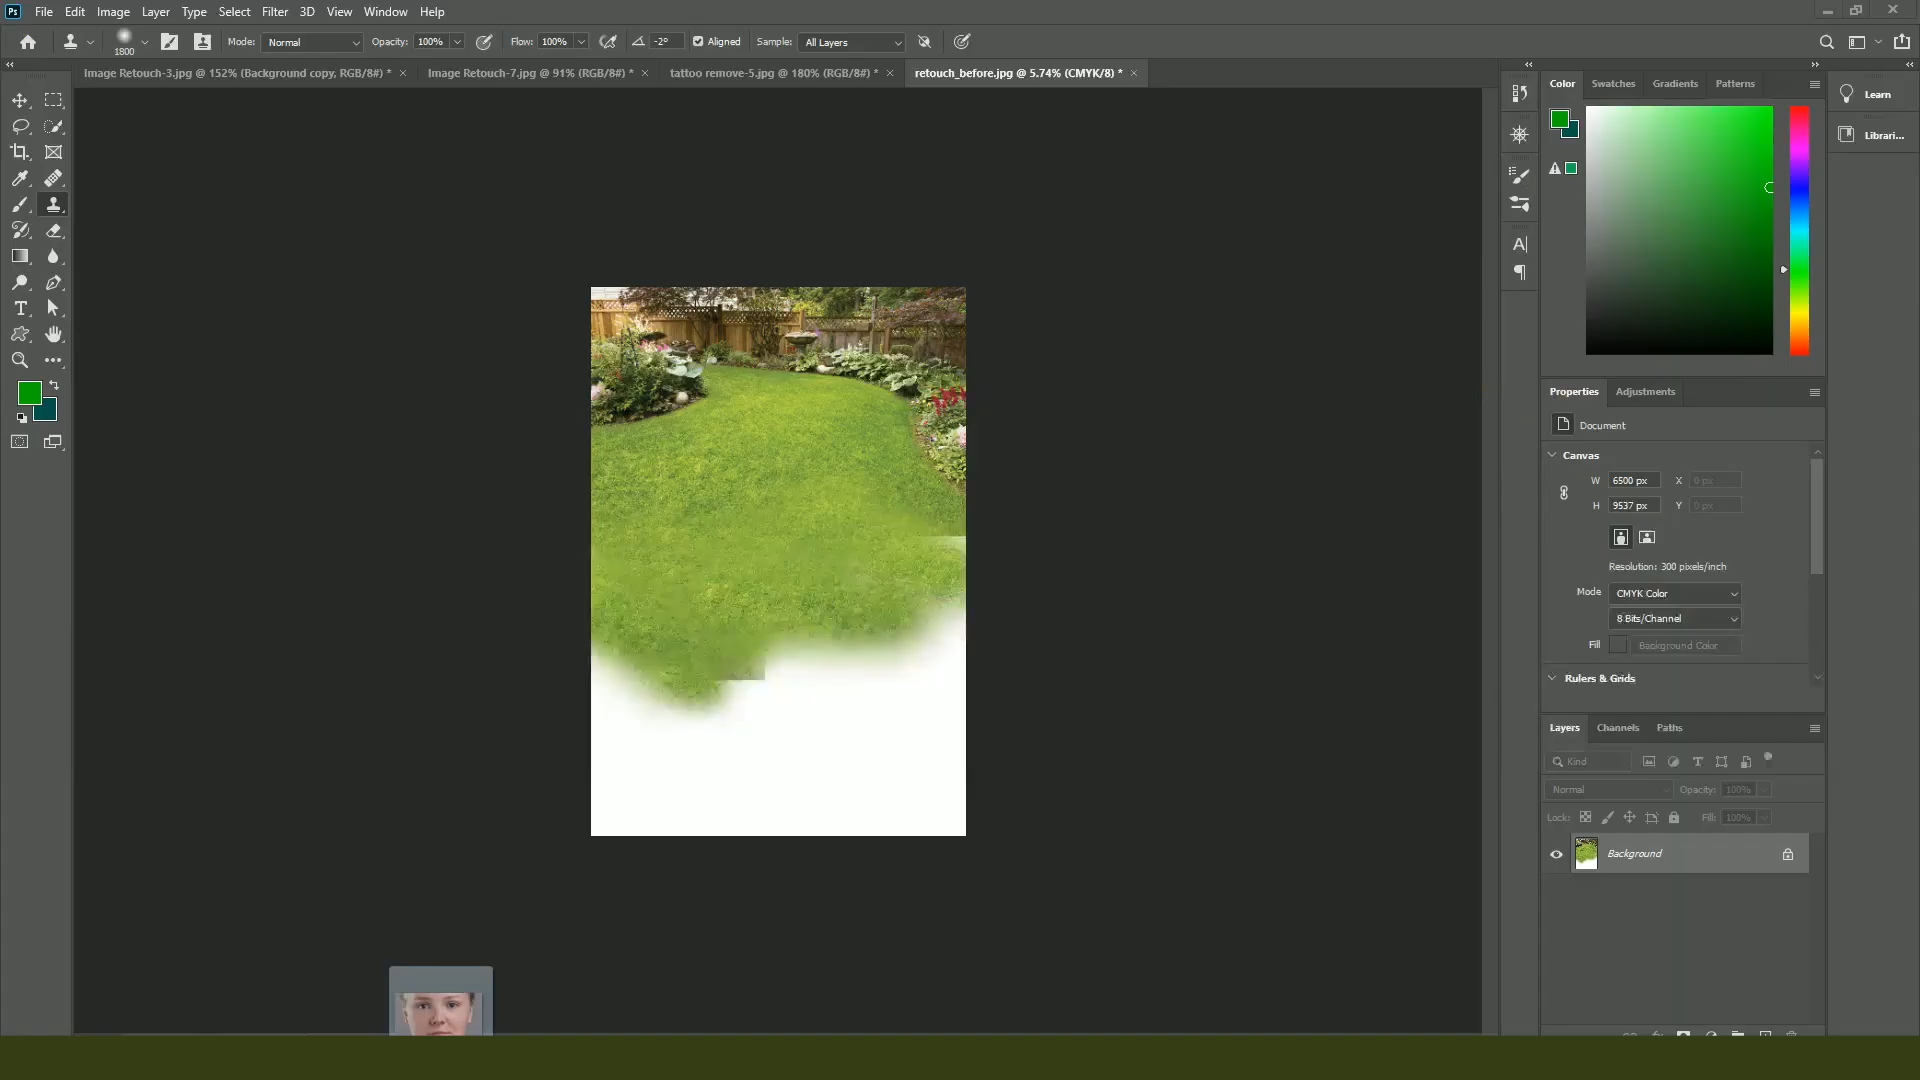 Ps File Edit Image Layer Type Select Filter 3D View Window Help
1800 Mode: Normal Opacity: 100% Flow: 100% -2° Aligned Sample: All Layers
Image Retouch-3.jpg @ 152% (Background copy, RGB/8#) * × Image Retouch-7.jpg @ 91% (RGB/8#) * × tattoo remove-5.jpg @ 180% (RGB/8#) * × retouch_before.jpg @ 5.74% (CMYK/8) * ×
Color Swatches Gradients Patterns
Learn
Librari...
Properties Adjustments
Document
Canvas
W 6500 px X 0 px
H 9537 px Y 0 px
Resolution: 300 pixels/inch
Mode CMYK Color
8 Bits/Channel
Fill Background Color
Rulers & Grids
Layers Channels Paths
Kind
Normal Opacity: 100%
Lock: Fill: 100%
Background